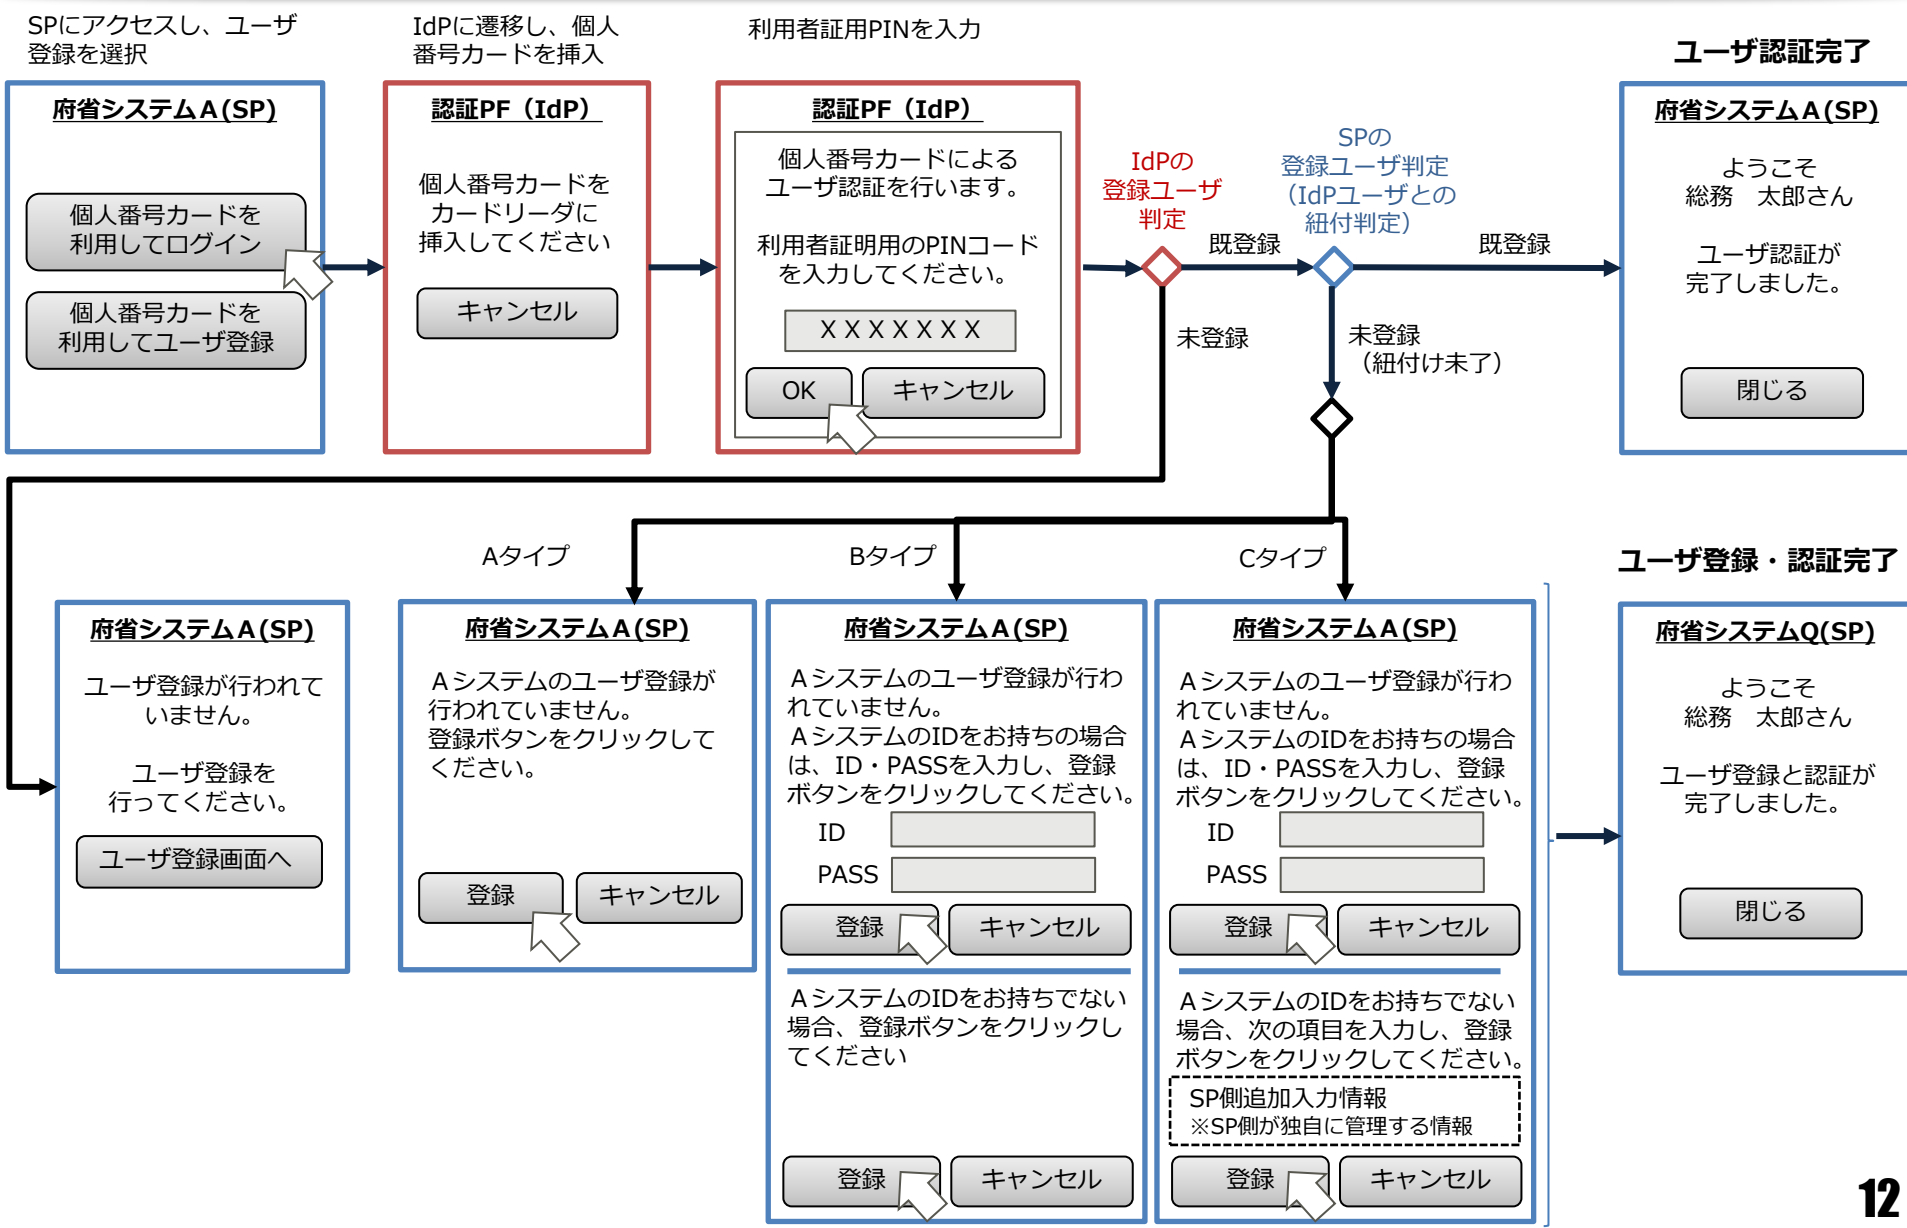 SPにアクセスし、ユーザ
登録を選択
IdPに遷移し、個人
番号カードを挿入
利用者証用PINを入力
ユーザ認証完了
府省システムA(SP)
個人番号カードを
利用してログイン
個人番号カードを
利用してユーザ登録
認証PF（IdP）
個人番号カードを
カードリーダに
挿入してください
キャンセル
認証PF（IdP）
個人番号カードによる
ユーザ認証を行います。
利用者証明用のPINコード
を入力してください。
XXXXXXX
OK
キャンセル
IdPの
登録ユーザ
判定
既登録
未登録
SPの
登録ユーザ判定
（IdPユーザとの
紐付判定）
既登録
未登録
（紐付け未了）
府省システムA(SP)
ようこそ
総務　太郎さん
ユーザ認証が
完了しました。
閉じる
Aタイプ
Bタイプ
Cタイプ
ユーザ登録・認証完了
府省システムA(SP)
ユーザ登録が行われて
いません。
ユーザ登録を
行ってください。
ユーザ登録画面へ
府省システムA(SP)
Aシステムのユーザ登録が
行われていません。
登録ボタンをクリックして
ください。
登録
キャンセル
府省システムA(SP)
Aシステムのユーザ登録が行わ
れていません。
AシステムのIDをお持ちの場合
は、ID・PASSを入力し、登録
ボタンをクリックしてください。
ID
PASS
登録
キャンセル
AシステムのIDをお持ちでない
場合、登録ボタンをクリックし
てください
登録
キャンセル
府省システムA(SP)
Aシステムのユーザ登録が行わ
れていません。
AシステムのIDをお持ちの場合
は、ID・PASSを入力し、登録
ボタンをクリックしてください。
ID
PASS
登録
キャンセル
AシステムのIDをお持ちでない
場合、次の項目を入力し、登録
ボタンをクリックしてください。
SP側追加入力情報
※SP側が独自に管理する情報
登録
キャンセル
府省システムQ(SP)
ようこそ
総務　太郎さん
ユーザ登録と認証が
完了しました。
閉じる
12